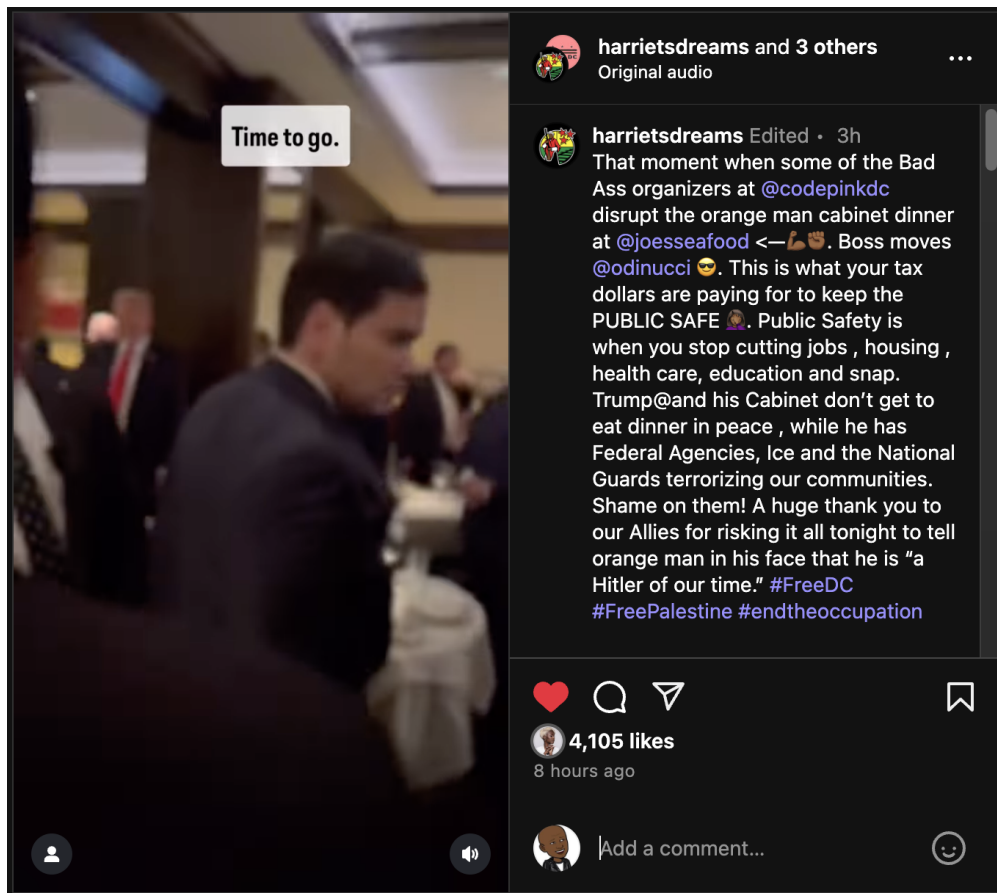 Time to go.
harrietsdreams and 3 others
Original audio
harrietsdreams Edited • 3h
That moment when some of the Bad
Ass organizers at @codepinkdc
disrupt the orange man cabinet dinner
at @joesseafood <—💪🏾✊🏾. Boss moves
@odinucci 😎. This is what your tax
dollars are paying for to keep the
PUBLIC SAFE 🙆🏾‍♀️. Public Safety is
when you stop cutting jobs , housing ,
health care, education and snap.
Trump@and his Cabinet don’t get to
eat dinner in peace , while he has
Federal Agencies, Ice and the National
Guards terrorizing our communities.
Shame on them! A huge thank you to
our Allies for risking it all tonight to tell
orange man in his face that he is “a
Hitler of our time.” #FreeDC
#FreePalestine #endtheoccupation
4,105 likes
8 hours ago
Add a comment...